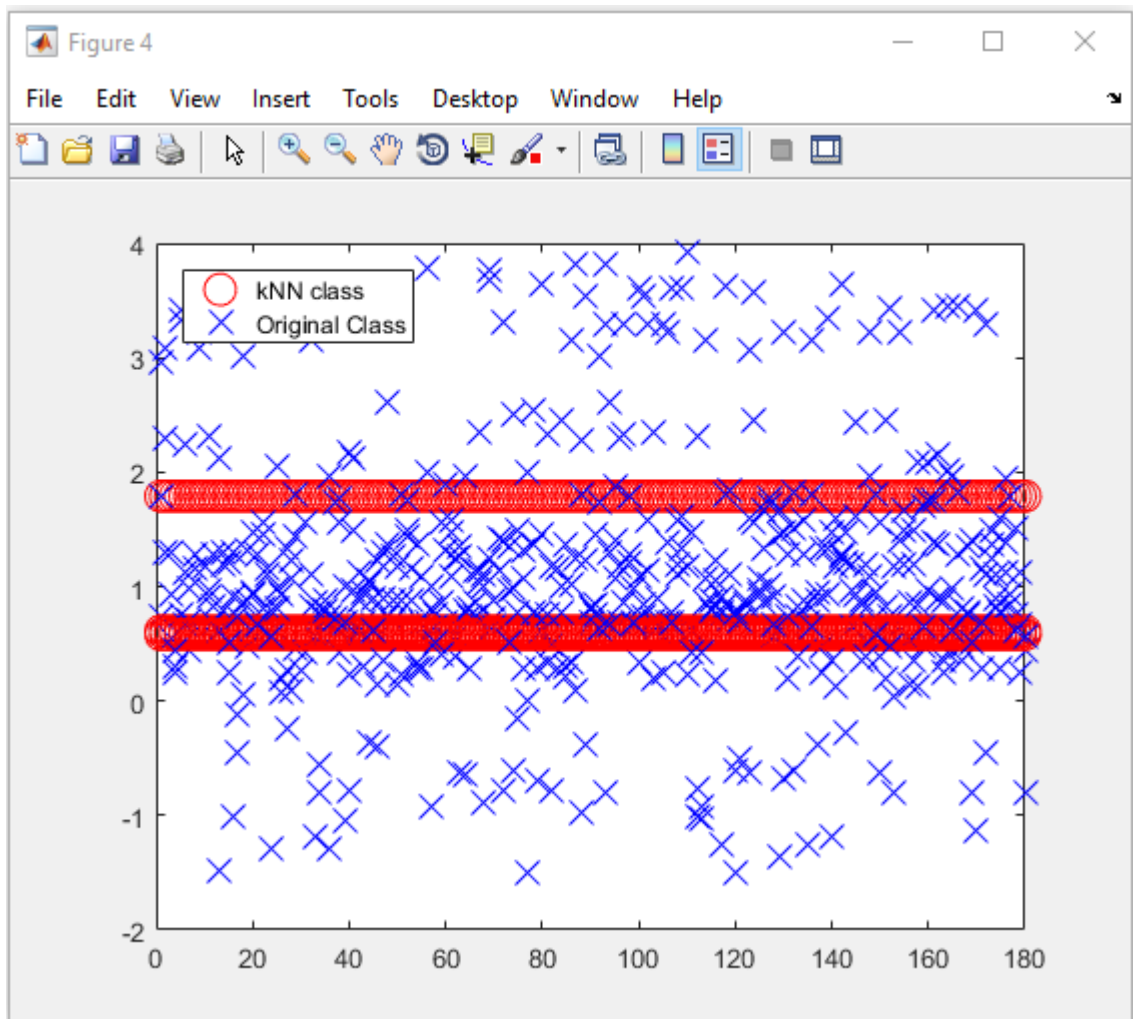 Figure 4
File Edit View Insert Tools Desktop Window Help
4
kNN class
Original Class
3
2
1
0
-1
-2
0 20 40 60 80 100 120 140 160 180